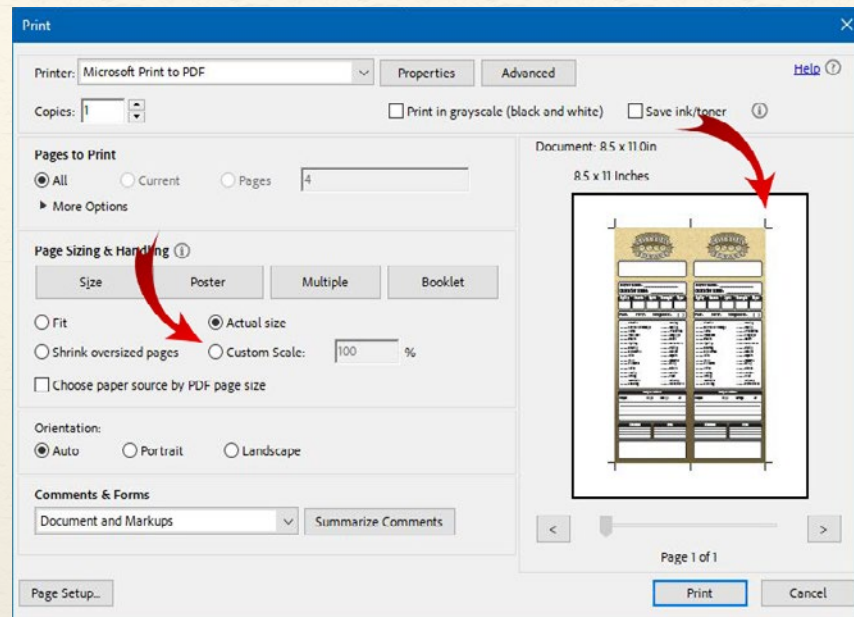 Print
Printer: Microsoft Print to PDF Properties Advanced Help
Copies: 1 Print in grayscale (black and white) Save ink/toner
Pages to Print
All Current Pages 4
More Options
Page Sizing & Handling
Size Poster Multiple Booklet
Fit Actual size
Shrink oversized pages Custom Scale: 100 %
Choose paper source by PDF page size
Orientation:
Auto Portrait Landscape
Comments & Forms
Document and Markups Summarize Comments
Document: 8.5 x 11.0in
8.5 x 11 Inches
< >
Page 1 of 1
Page Setup... Print Cancel